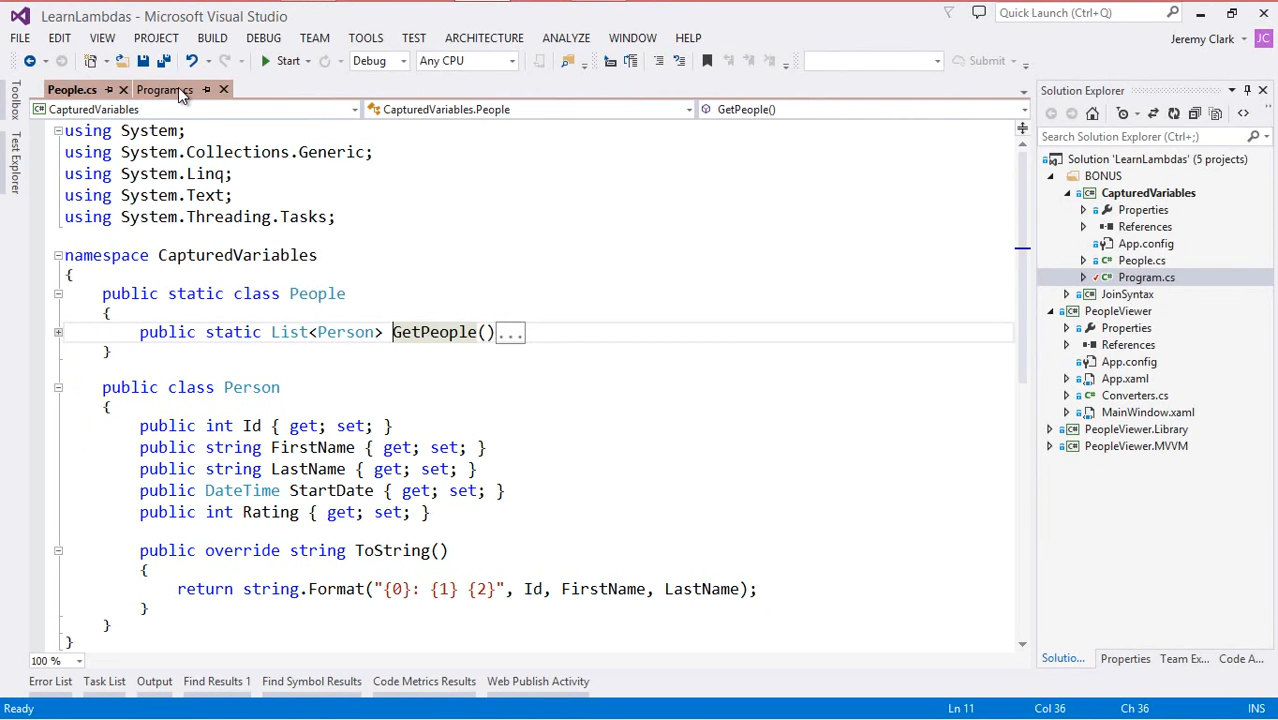 LearnLambdas - Microsoft Visual Studio
Quick Launch (Ctrl+Q)
FILE EDIT VIEW PROJECT BUILD DEBUG TEAM TOOLS TEST ARCHITECTURE ANALYZE WINDOW HELP
Jeremy Clark JC
Start Debug Any CPU Submit
People.cs Program.cs
CapturedVariables CapturedVariables.People GetPeople()
Toolbox
Test Explorer
using System;
using System.Collections.Generic;
using System.Linq;
using System.Text;
using System.Threading.Tasks;
namespace CapturedVariables
{
public static class People
{
public static List<Person> GetPeople()...
}
public class Person
{
public int Id { get; set; }
public string FirstName { get; set; }
public string LastName { get; set; }
public DateTime StartDate { get; set; }
public int Rating { get; set; }
public override string ToString()
{
return string.Format("{0}: {1} {2}", Id, FirstName, LastName);
}
}
}
100 %
Solution Explorer
Search Solution Explorer (Ctrl+;)
Solution 'LearnLambdas' (5 projects)
BONUS
CapturedVariables
Properties
References
App.config
People.cs
Program.cs
JoinSyntax
PeopleViewer
Properties
References
App.config
App.xaml
Converters.cs
MainWindow.xaml
PeopleViewer.Library
PeopleViewer.MVVM
Solutio... Properties Team Ex... Code A...
Error List Task List Output Find Results 1 Find Symbol Results Code Metrics Results Web Publish Activity
Ready Ln 11 Col 36 Ch 36 INS